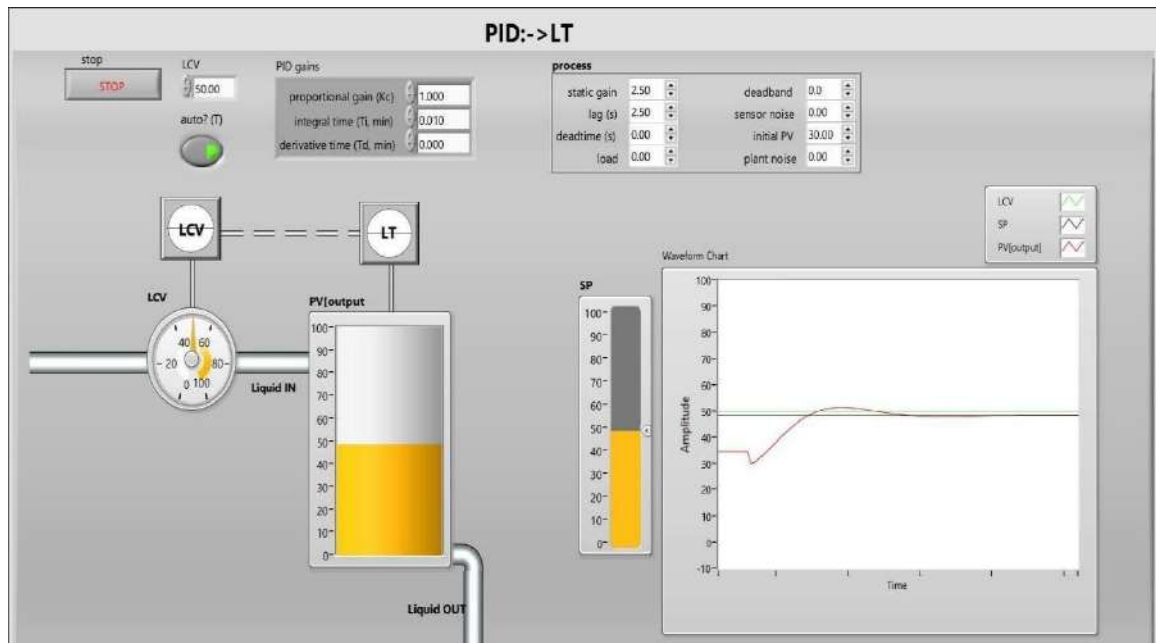 PID:->LT
stop
STOP
LCV
50.00
auto? (T)
PID gains
proportional gain (Kc) 1.000
integral time (Ti, min) 0.010
derivative time (Td, min) 0.000
process
static gain 2.50
lag (s) 2.50
deadtime (s) 0.00
load 0.00
deadband 0.0
sensor noise 0.00
initial PV 30.00
plant noise 0.00
LCV
LT
LCV
0 20 40 60 80 100
Liquid IN
PV[output
100
90
80
70
60
50
40
30
20
10
0
Liquid OUT
SP
100
90
80
70
60
50
40
30
20
10
0
LCV
SP
PV[output]
Waveform Chart
Amplitude
100
90
80
70
60
50
40
30
20
10
0
-10
Time